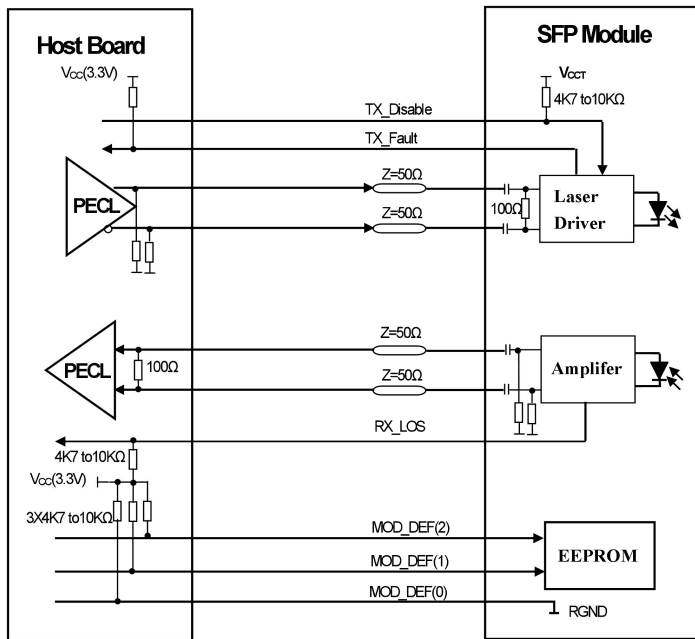 Host Board
SFP Module
VCC(3.3V)
VCCT
4K7 to10KΩ
TX_Disable
TX_Fault
PECL
Z=50Ω
Z=50Ω
100Ω
Laser
Driver
PECL
100Ω
Z=50Ω
Z=50Ω
Amplifer
RX_LOS
4K7 to10KΩ
VCC(3.3V)
3X4K7 to10KΩ
MOD_DEF(2)
MOD_DEF(1)
MOD_DEF(0)
EEPROM
RGND